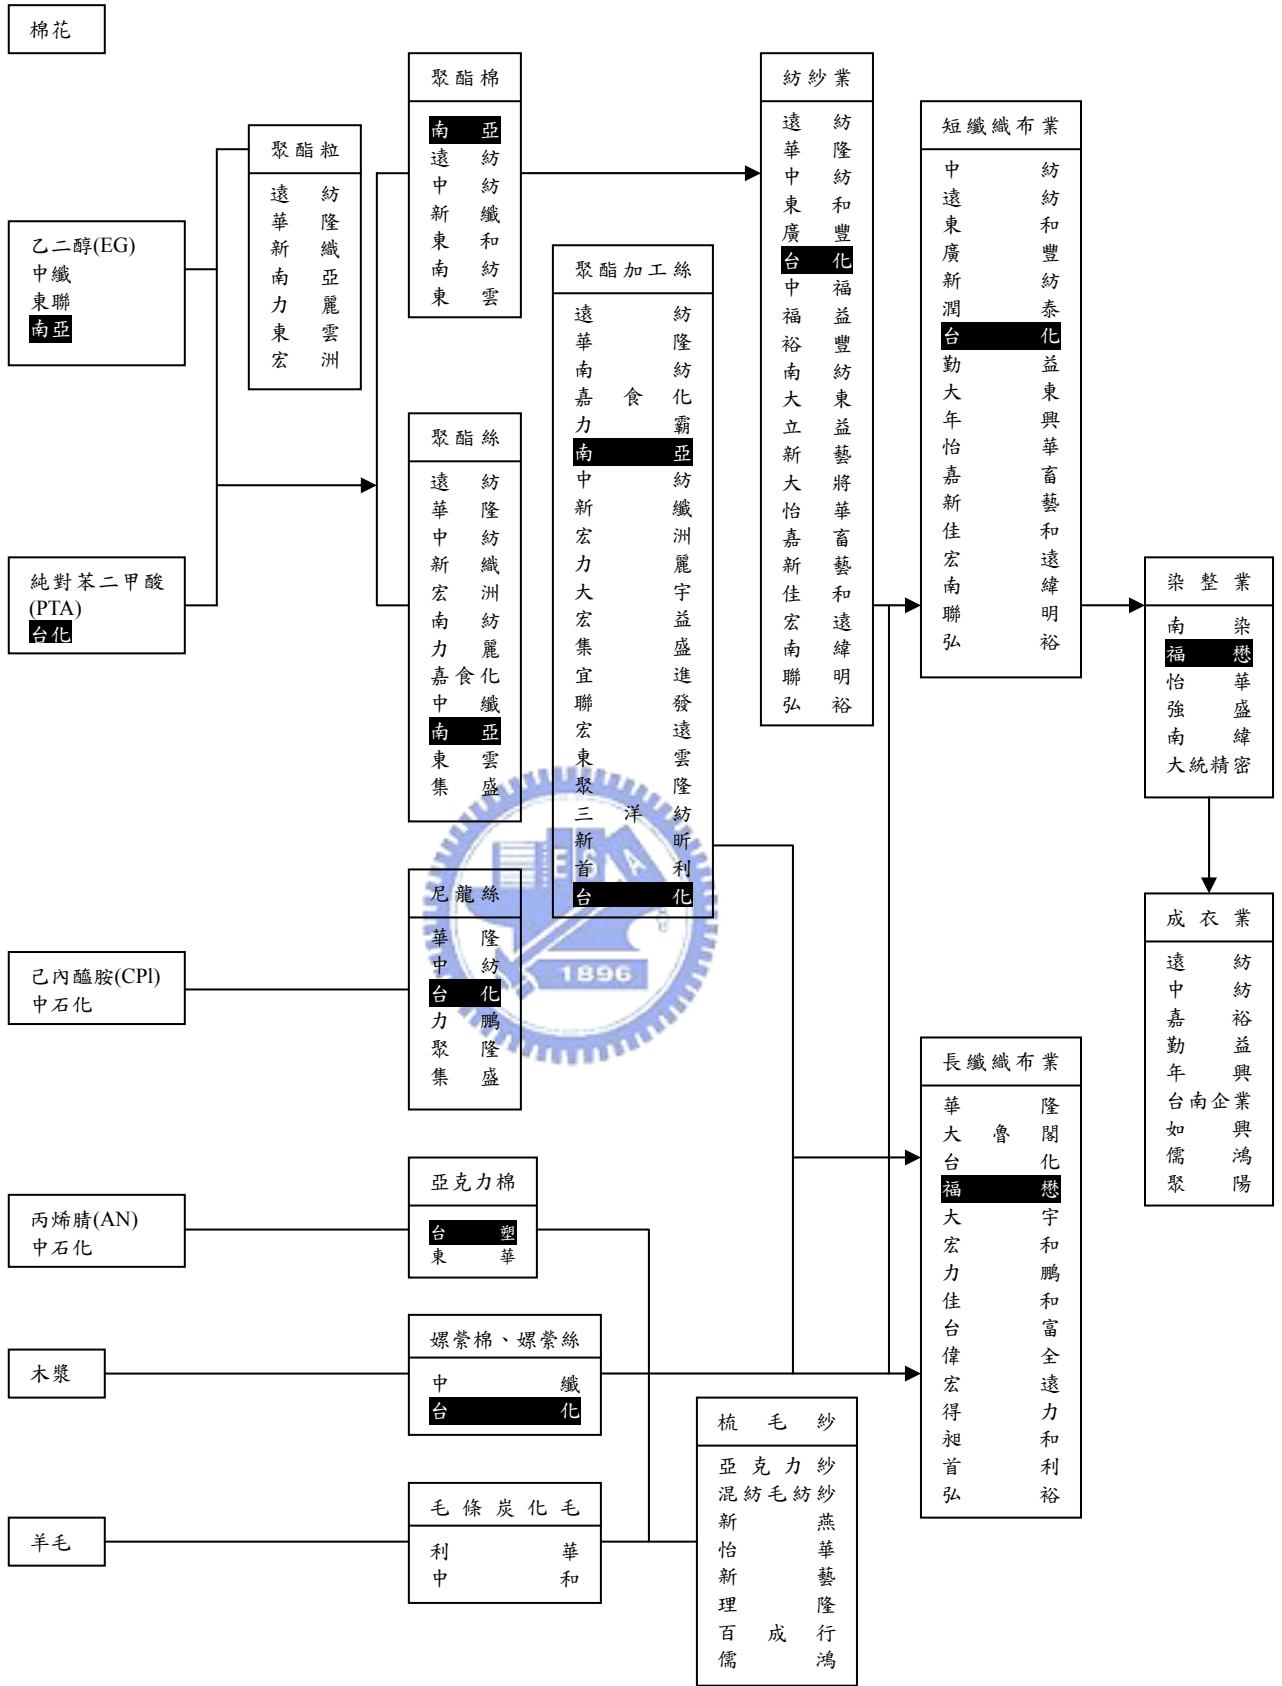 棉花
乙二醇(EG)
中纖
東聯
南亞
純對苯二甲酸
(PTA)
台化
己內醯胺(CPl)
中石化
丙烯腈(AN)
中石化
木漿
羊毛
聚酯粒
遠紡
華隆
新纖
南亞
力麗
東雲
宏洲
聚酯棉
南亞
遠紡
中紡
新纖
東和
南紡
東雲
聚酯絲
遠紡
華隆
中紡
新纖
宏洲
南紡
力麗
嘉食化
中纖
南亞
東雲
集盛
尼龍絲
華隆
中紡
台化
力鵬
聚隆
集盛
亞克力棉
台塑
東華
嫘縈棉、嫘縈絲
中纖
台化
毛條炭化毛
利華
中和
聚酯加工絲
遠紡
華隆
南紡
嘉食化
力霸
南亞
中紡
新纖
宏洲
力麗
大宇
宏益
集盛
宜進
聯發
宏遠
東雲
聚隆
三洋紡
新昕
首利
台化
1896
梳毛紗
亞克力紗
混紡毛紡紗
新燕
怡華
新藝
理隆
百成行
儒鴻
紡紗業
遠紡
華隆
中紡
東和
廣豐
台化
中福
福益
裕豐
南紡
大東
立益
新藝
大將
怡華
嘉畜
新藝
佳和
宏遠
南緯
聯明
弘裕
短纖織布業
中紡
遠紡
東和
廣豐
新紡
潤泰
台化
勤益
大東
年興
怡華
嘉畜
新藝
佳和
宏遠
南緯
聯明
弘裕
長纖織布業
華隆
大魯閣
台化
福懋
大宇
宏和
力鵬
佳和
台富
偉全
宏遠
得力
昶和
首利
弘裕
染整業
南染
福懋
怡華
強盛
南緯
大統精密
成衣業
遠紡
中紡
嘉裕
勤益
年興
台南企業
如興
儒鴻
聚陽